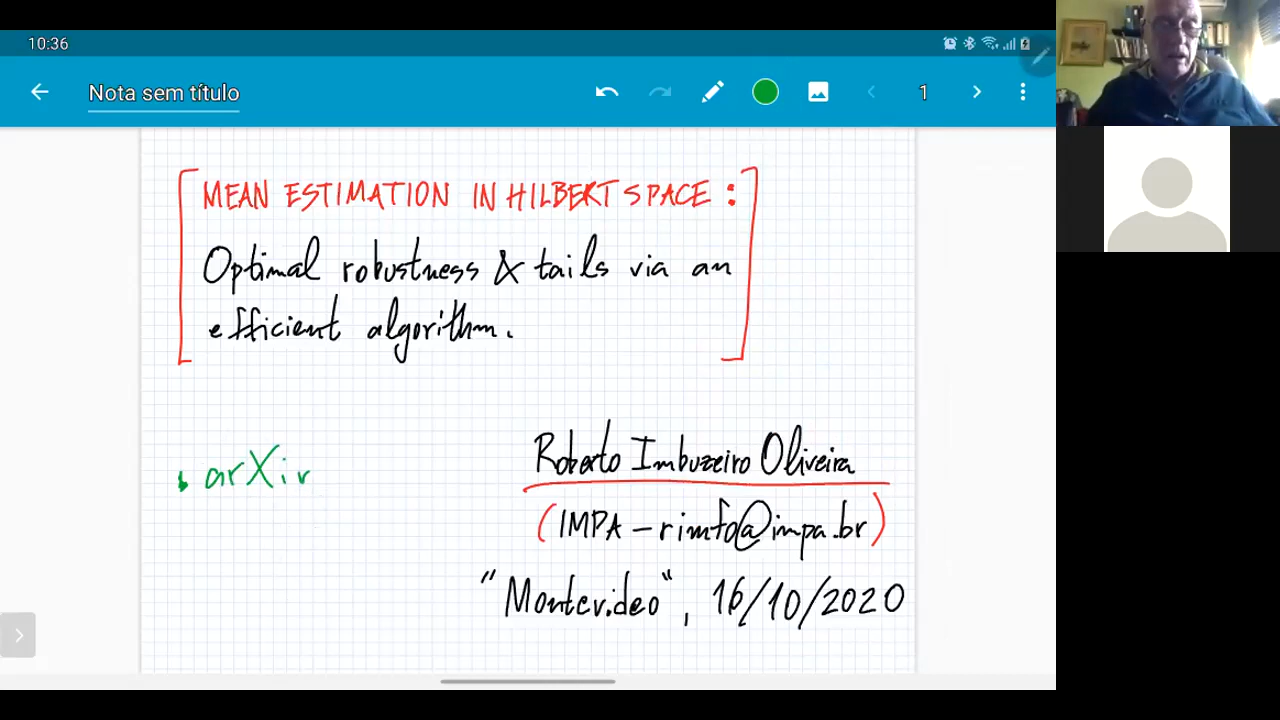 10:36
Nota sem título
1
MEAN ESTIMATION IN HILBERT SPACE :
Optimal robustness & tails via an
efficient algorithm.
• arXiv
Roberto Imbuzeiro Oliveira
(IMPA – rimfo@impa.br)
"Montevideo", 16/10/2020